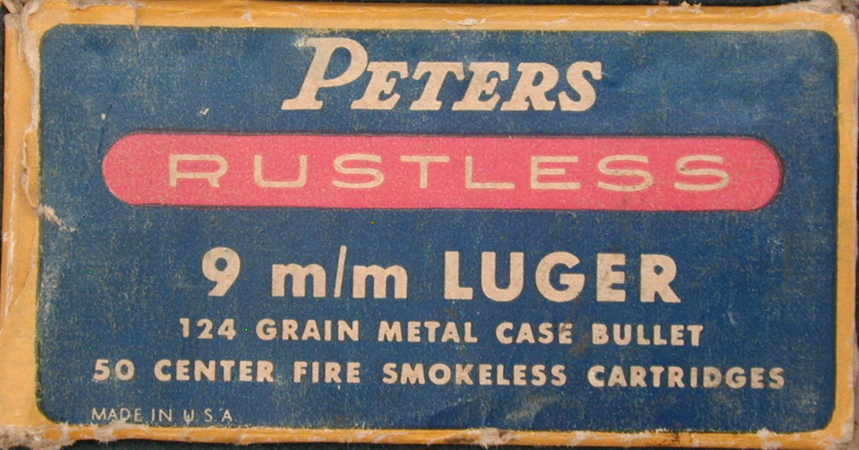 PETERS
RUSTLESS
9 m/m LUGER
124 GRAIN METAL CASE BULLET
50 CENTER FIRE SMOKELESS CARTRIDGES
MADE IN U.S.A.